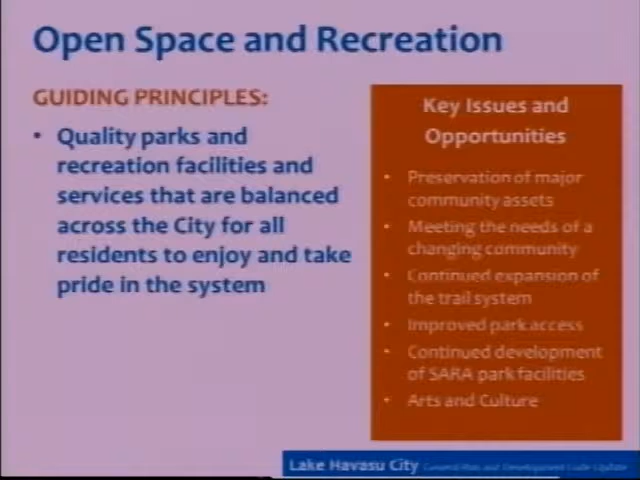 Open Space and Recreation
GUIDING PRINCIPLES:
• Quality parks and
recreation facilities and
services that are balanced
across the City for all
residents to enjoy and take
pride in the system
Key Issues and
Opportunities
• Preservation of major
community assets
• Meeting the needs of a
changing community
• Continued expansion of
the trail system
• Improved park access
• Continued development
of SARA park facilities
• Arts and Culture
Lake Havasu City General Plan and Development Code Update